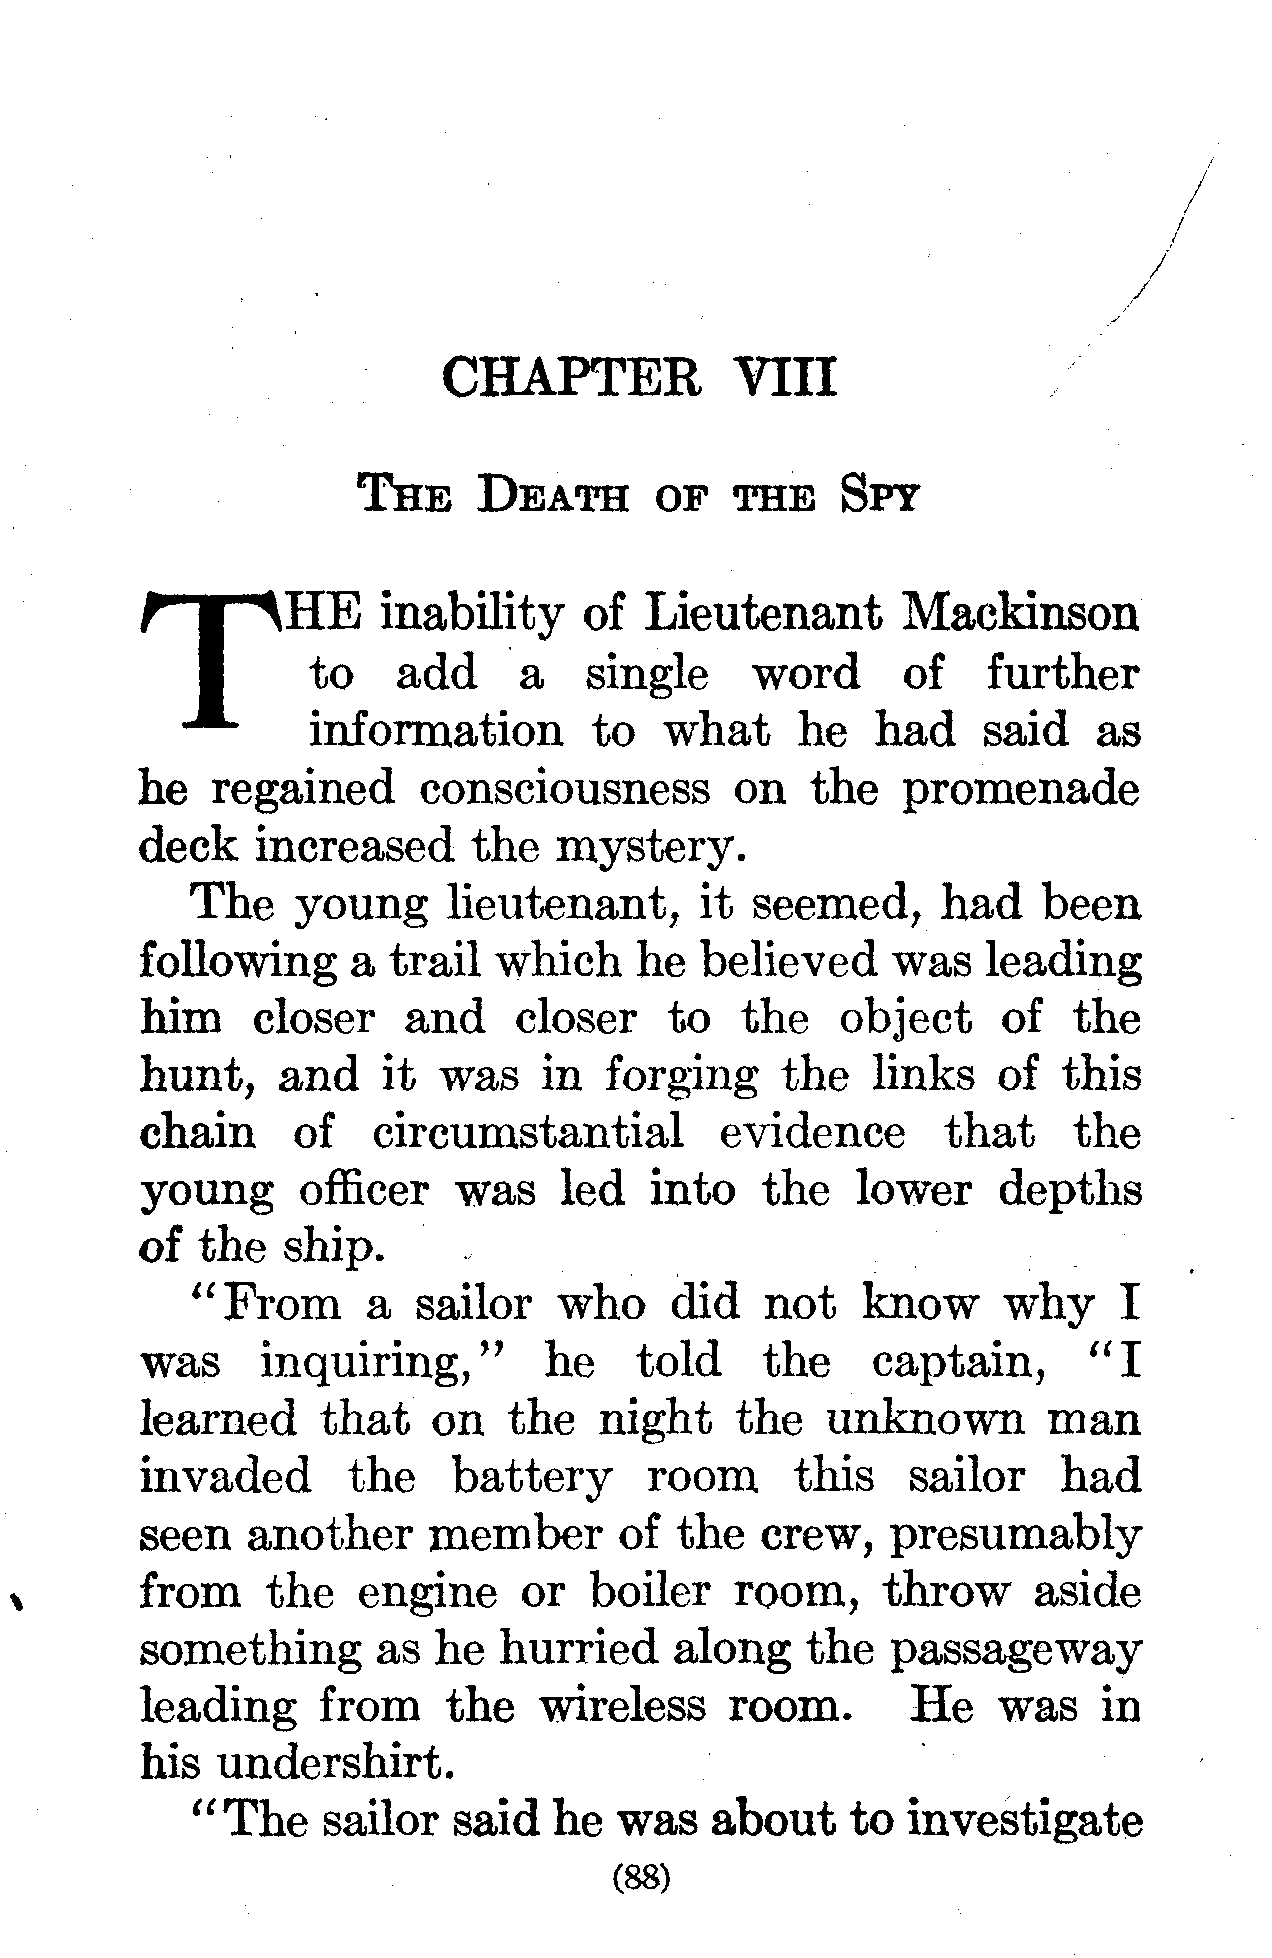 CHAPTER VIII
The Death of the Spy
THE inability of Lieutenant Mackinson
to add a single word of further
information to what he had said as
he regained consciousness on the promenade
deck increased the mystery.
The young lieutenant, it seemed, had been
following a trail which he believed was leading
him closer and closer to the object of the
hunt, and it was in forging the links of this
chain of circumstantial evidence that the
young officer was led into the lower depths
of the ship.
“From a sailor who did not know why I
was inquiring,” he told the captain, “I
learned that on the night the unknown man
invaded the battery room this sailor had
seen another member of the crew, presumably
from the engine or boiler room, throw aside
something as he hurried along the passageway
leading from the wireless room. He was in
his undershirt.
“The sailor said he was about to investigate
(88)